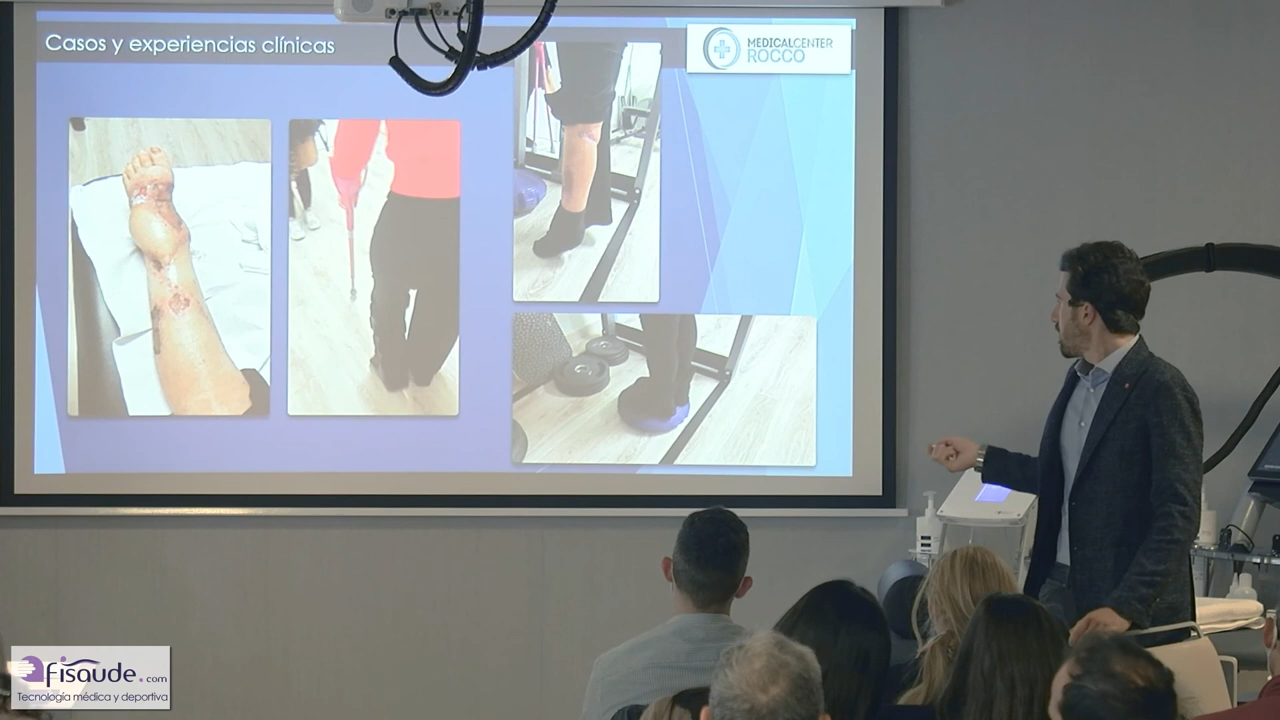 Casos y experiencias clínicas
MEDICALCENTER
ROCCO
fisaude.com
Tecnología médica y deportiva